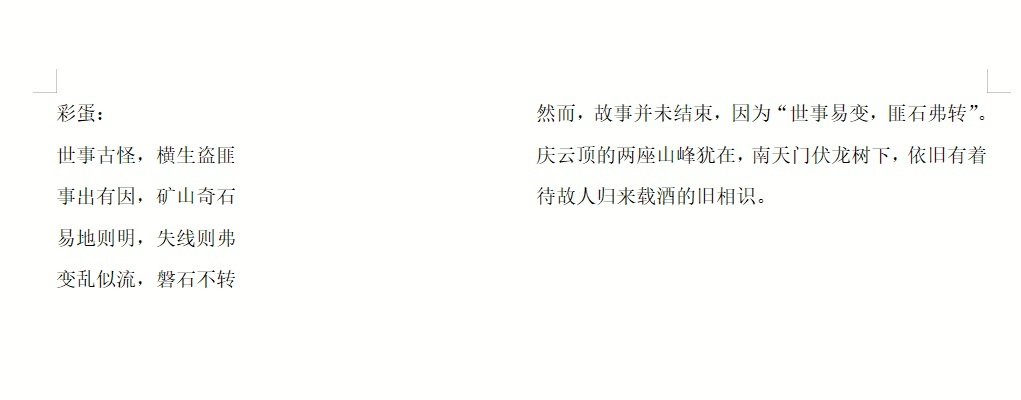 彩蛋：
世事古怪，横生盗匪
事出有因，矿山奇石
易地则明，失线则弗
变乱似流，磐石不转
然而，故事并未结束，因为“世事易变，匪石弗转”。
庆云顶的两座山峰犹在，南天门伏龙树下，依旧有着
待故人归来载酒的旧相识。